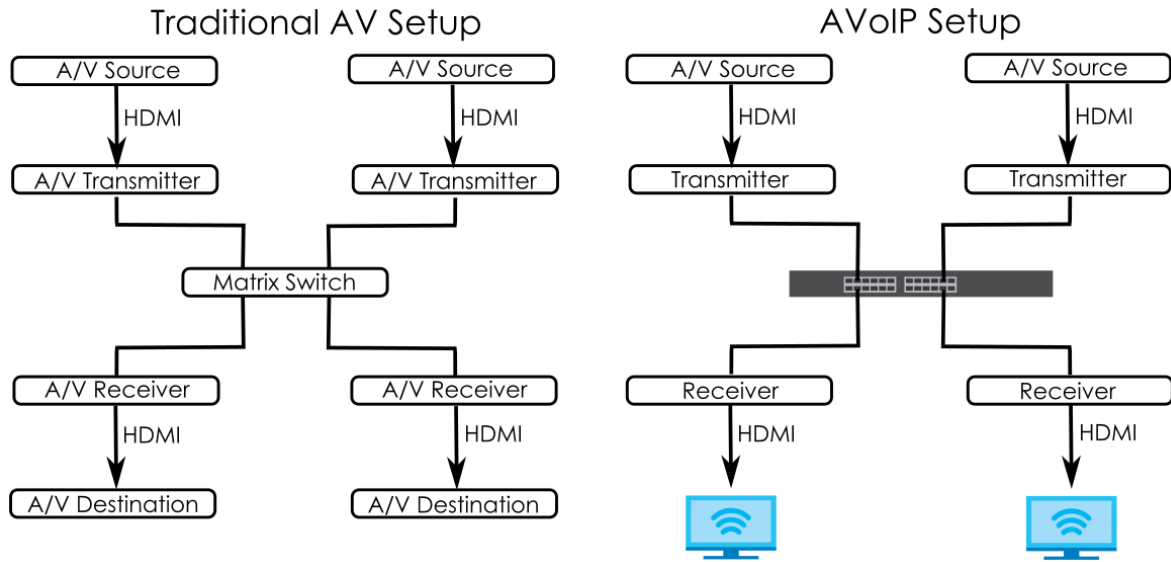 Traditional AV Setup
AVoIP Setup
A/V Source
A/V Source
A/V Source
A/V Source
HDMI
HDMI
HDMI
HDMI
A/V Transmitter
A/V Transmitter
Transmitter
Transmitter
Matrix Switch
A/V Receiver
A/V Receiver
Receiver
Receiver
HDMI
HDMI
HDMI
HDMI
A/V Destination
A/V Destination